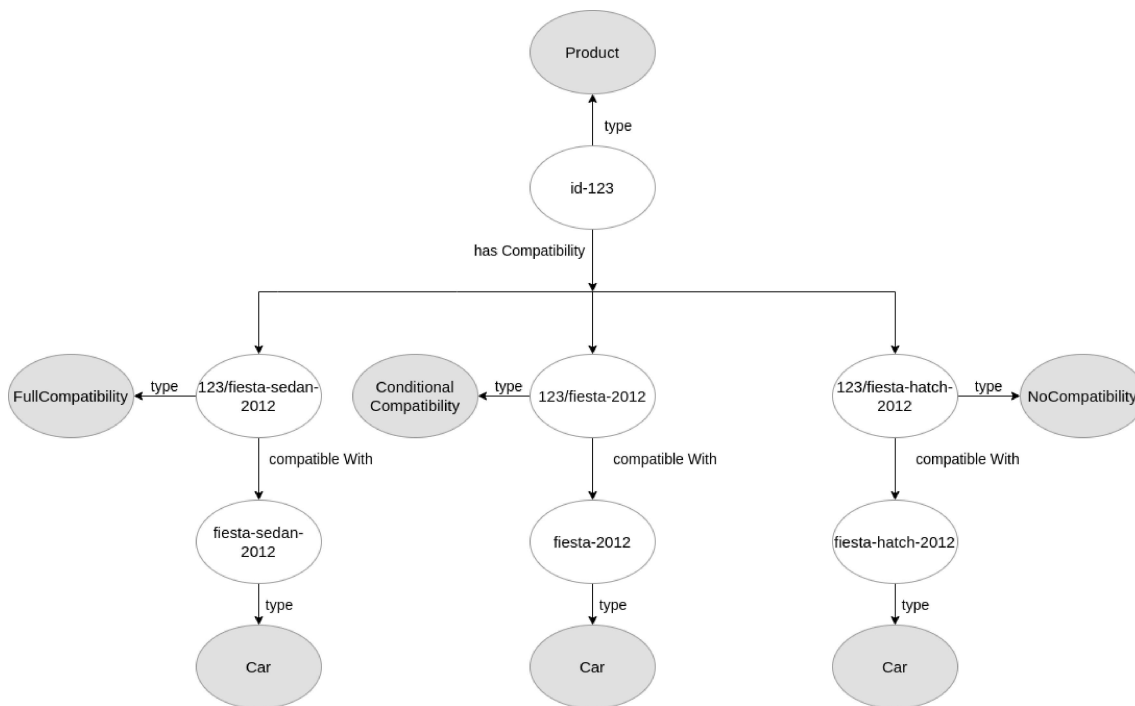 Product
type
id-123
has Compatibility
FullCompatibility
type
123/fiesta-sedan-
2012
Conditional
Compatibility
type
123/fiesta-2012
123/fiesta-hatch-
2012
type
NoCompatibility
compatible With
compatible With
compatible With
fiesta-sedan-
2012
fiesta-2012
fiesta-hatch-2012
type
type
type
Car
Car
Car